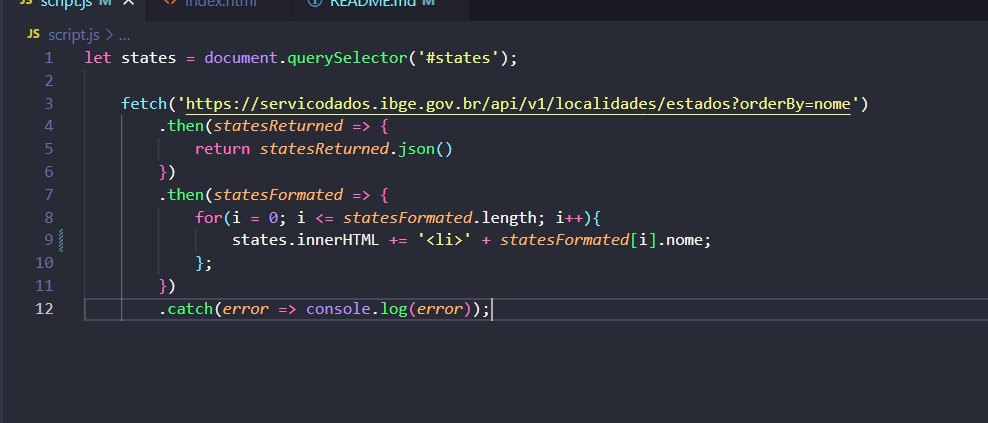 JS script.js M ×
<> index.html
ⓘ README.md M
JS script.js > ...
1 let states = document.querySelector('#states');
2
3 fetch('https://servicodados.ibge.gov.br/api/v1/localidades/estados?orderBy=nome')
4 .then(statesReturned => {
5 return statesReturned.json()
6 })
7 .then(statesFormated => {
8 for(i = 0; i <= statesFormated.length; i++){
9 states.innerHTML += '<li>' + statesFormated[i].nome;
10 };
11 })
12 .catch(error => console.log(error));